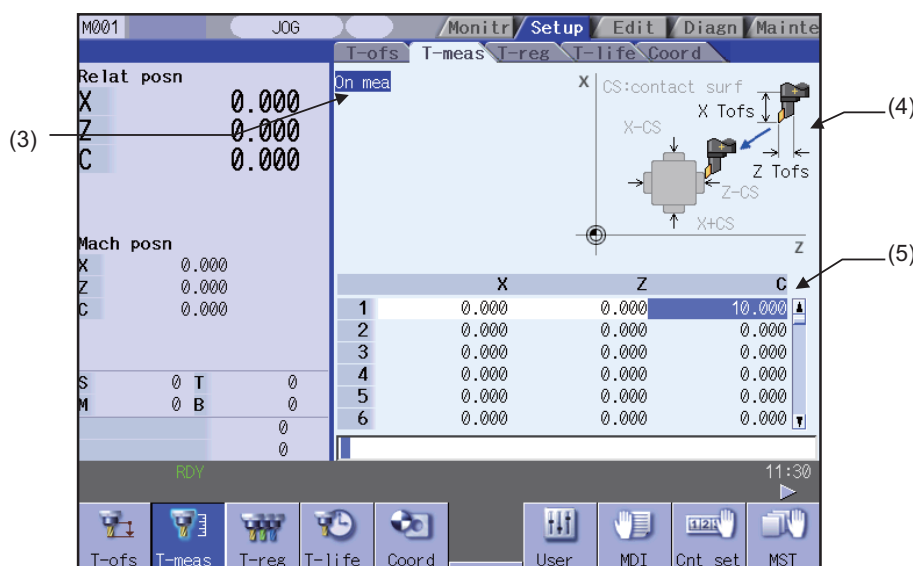 M001 JOG Monitr Setup Edit Diagn Mainte
T-ofs T-meas T-reg T-life Coord
Relat posn
X 0.000
Z 0.000
C 0.000
(3)
On mea
X CS:contact surf
X Tofs
(4)
X-CS
Z Tofs
Z-CS
X+CS
Z
Mach posn
X 0.000
Z 0.000
C 0.000
(5)
X Z C
1 0.000 0.000 10.000
2 0.000 0.000 0.000
3 0.000 0.000 0.000
4 0.000 0.000 0.000
5 0.000 0.000 0.000
6 0.000 0.000 0.000
S 0 T 0
M 0 B 0
0
0
RDY 11:30
T-ofs T-meas T-reg T-life Coord User MDI Cnt set MST